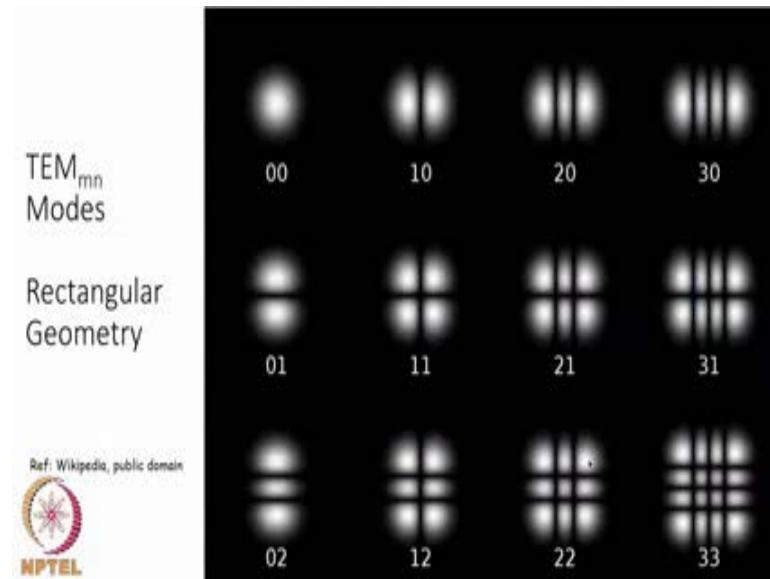 TEMmn
Modes
Rectangular
Geometry
Ref: Wikipedia, public domain
NPTEL
00 10 20 30
01 11 21 31
02 12 22 33